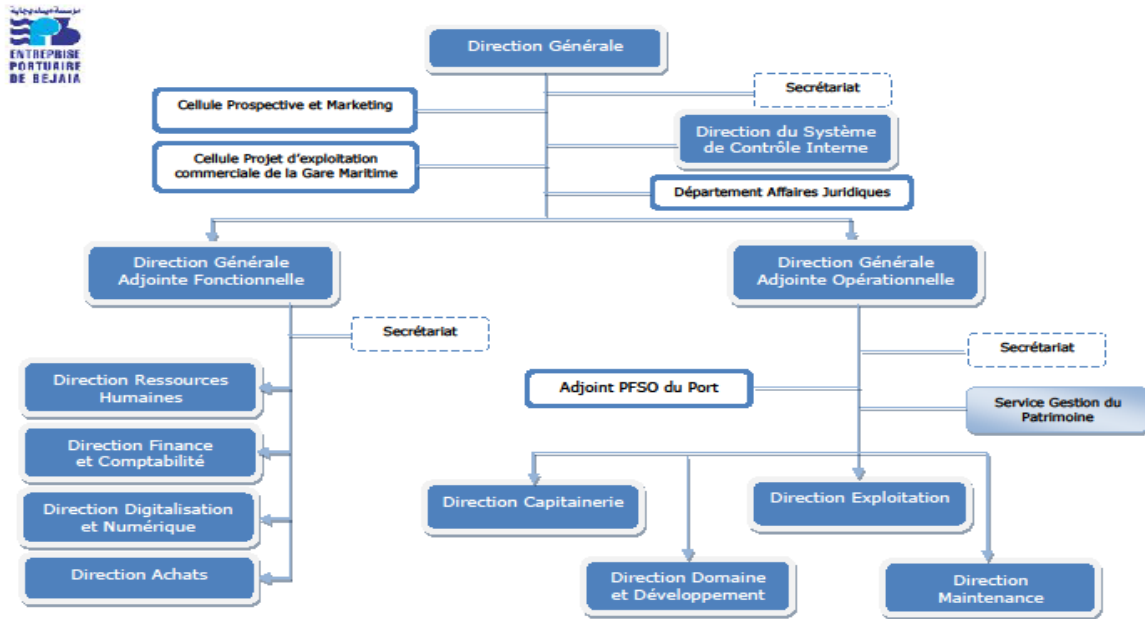 مؤسسة ميناء بجاية
ENTREPRISE
PORTUAIRE
DE BEJAIA
Direction Générale
Secrétariat
Cellule Prospective et Marketing
Direction du Système
de Contrôle Interne
Cellule Projet d'exploitation
commerciale de la Gare Maritime
Département Affaires Juridiques
Direction Générale
Adjointe Fonctionnelle
Direction Générale
Adjointe Opérationnelle
Secrétariat
Secrétariat
Direction Ressources
Humaines
Adjoint PFSO du Port
Service Gestion du
Patrimoine
Direction Finance
et Comptabilité
Direction Capitainerie
Direction Exploitation
Direction Digitalisation
et Numérique
Direction Achats
Direction Domaine
et Développement
Direction
Maintenance